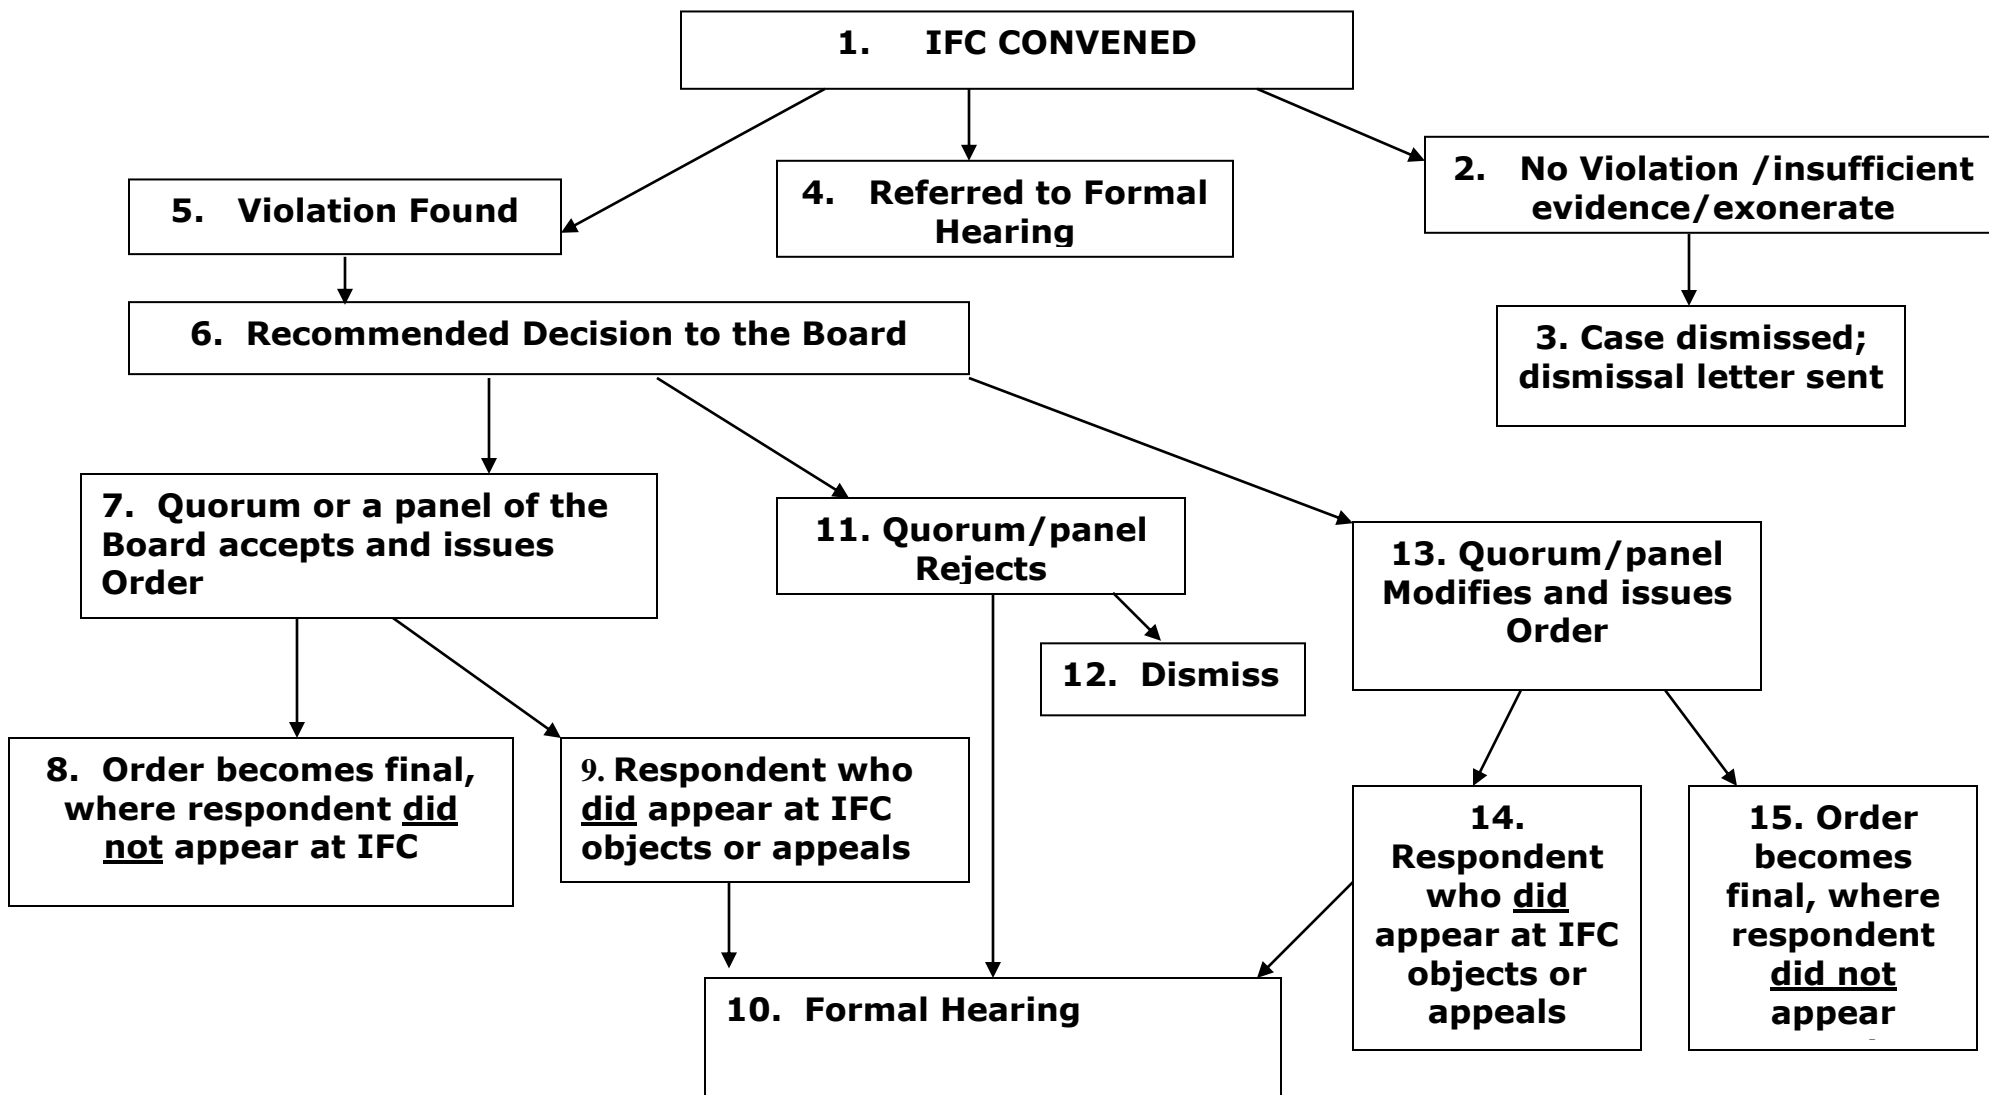 1. IFC CONVENED
2. No Violation /insufficient
evidence/exonerate
4. Referred to Formal
Hearing
5. Violation Found
3. Case dismissed;
dismissal letter sent
6. Recommended Decision to the Board
7. Quorum or a panel of the
Board accepts and issues
Order
11. Quorum/panel
Rejects
13. Quorum/panel
Modifies and issues
Order
12. Dismiss
8. Order becomes final,
where respondent did
not appear at IFC
9. Respondent who
did appear at IFC
objects or appeals
14.
Respondent
who did
appear at IFC
objects or
appeals
15. Order
becomes
final, where
respondent
did not
appear
10. Formal Hearing